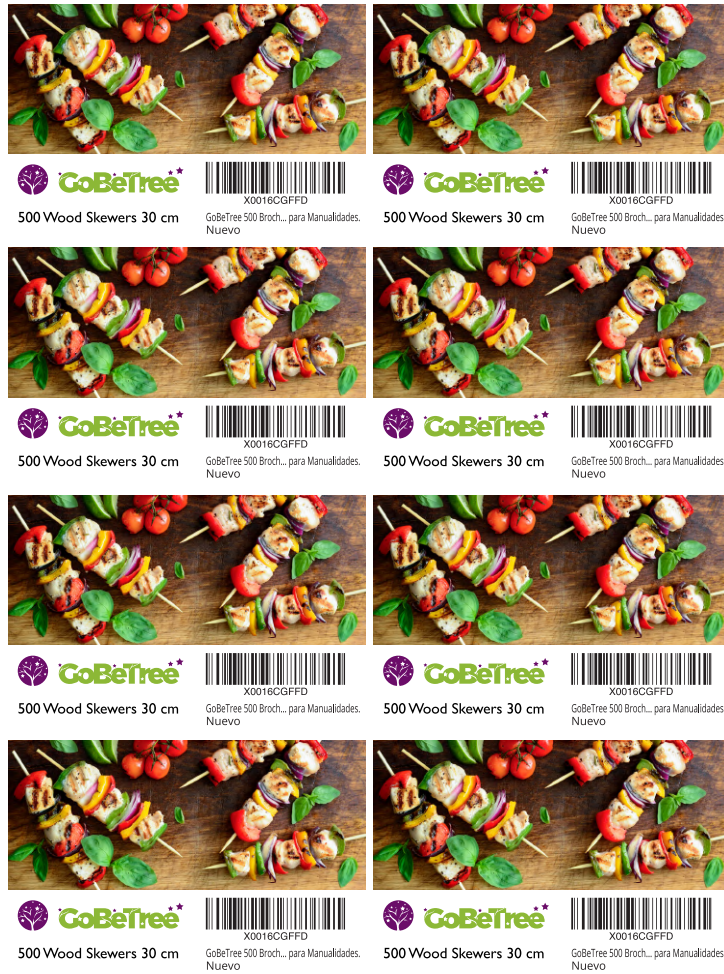 GoBeTree
X0016CGFFD
500 Wood Skewers 30 cm
GoBeTree 500 Broch... para Manualidades.
Nuevo
GoBeTree
X0016CGFFD
500 Wood Skewers 30 cm
GoBeTree 500 Broch... para Manualidades
Nuevo
GoBeTree
X0016CGFFD
500 Wood Skewers 30 cm
GoBeTree 500 Broch... para Manualidades.
Nuevo
GoBeTree
X0016CGFFD
500 Wood Skewers 30 cm
GoBeTree 500 Broch... para Manualidades
Nuevo
GoBeTree
X0016CGFFD
500 Wood Skewers 30 cm
GoBeTree 500 Broch... para Manualidades.
Nuevo
GoBeTree
X0016CGFFD
500 Wood Skewers 30 cm
GoBeTree 500 Broch... para Manualidades
Nuevo
GoBeTree
X0016CGFFD
500 Wood Skewers 30 cm
GoBeTree 500 Broch... para Manualidades.
Nuevo
GoBeTree
X0016CGFFD
500 Wood Skewers 30 cm
GoBeTree 500 Broch... para Manualidades
Nuevo